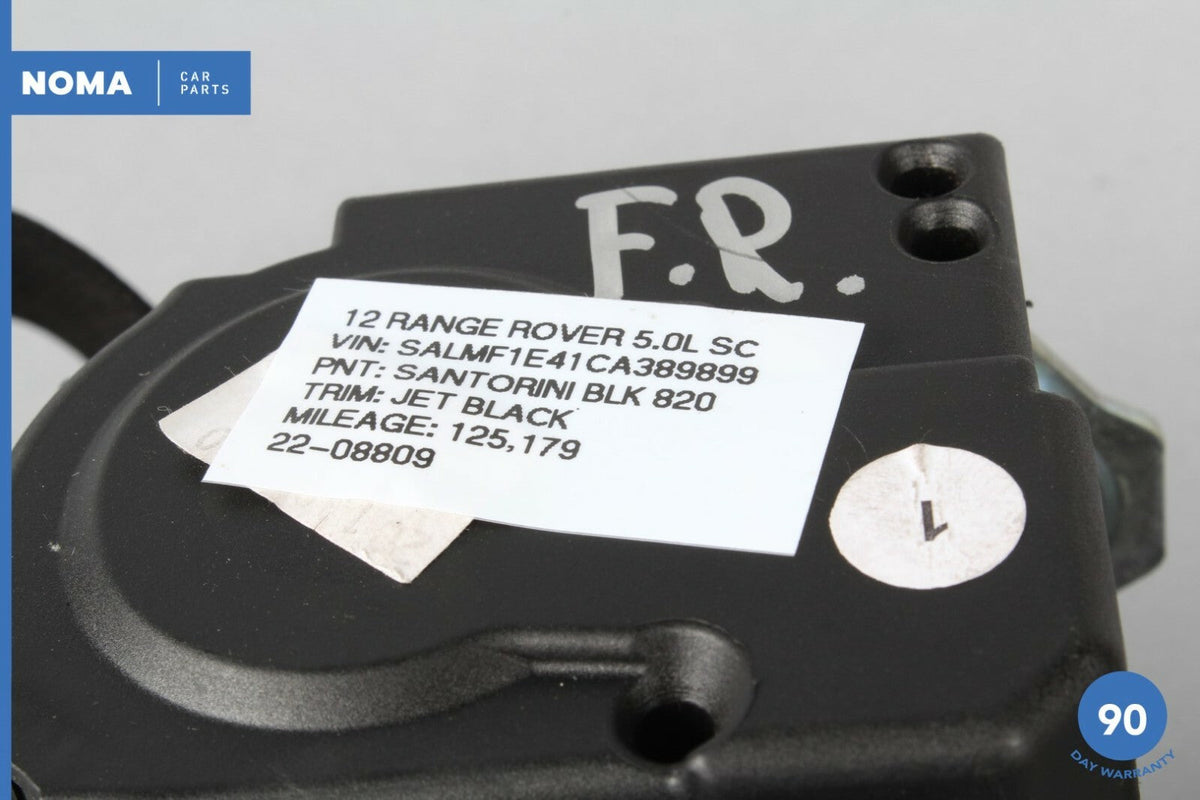 NOMA
CAR
PARTS
F.R.
12 RANGE ROVER 5.0L SC
VIN: SALMF1E41CA389899
PNT: SANTORINI BLK 820
TRIM: JET BLACK
MILEAGE: 125,179
22-08809
1
90
DAY WARRANTY